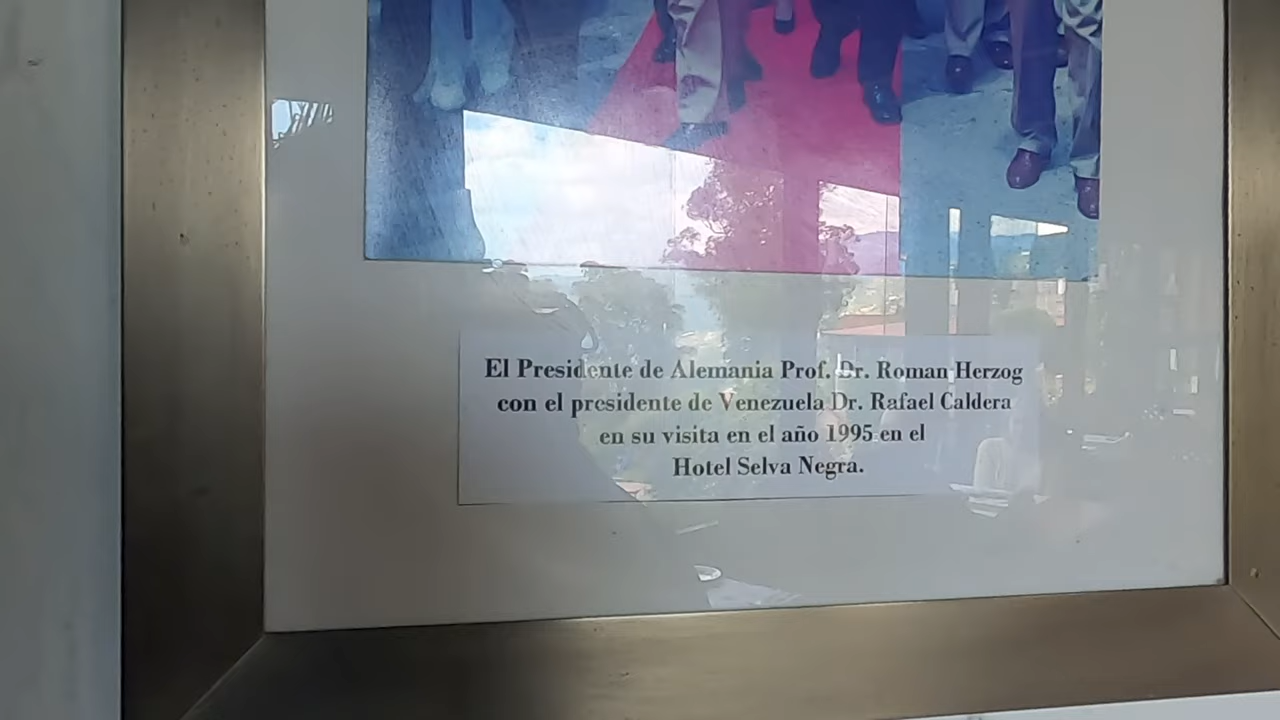 El Presidente de Alemania Prof. Dr. Roman Herzog
con el presidente de Venezuela Dr. Rafael Caldera
en su visita en el año 1995 en el
Hotel Selva Negra.